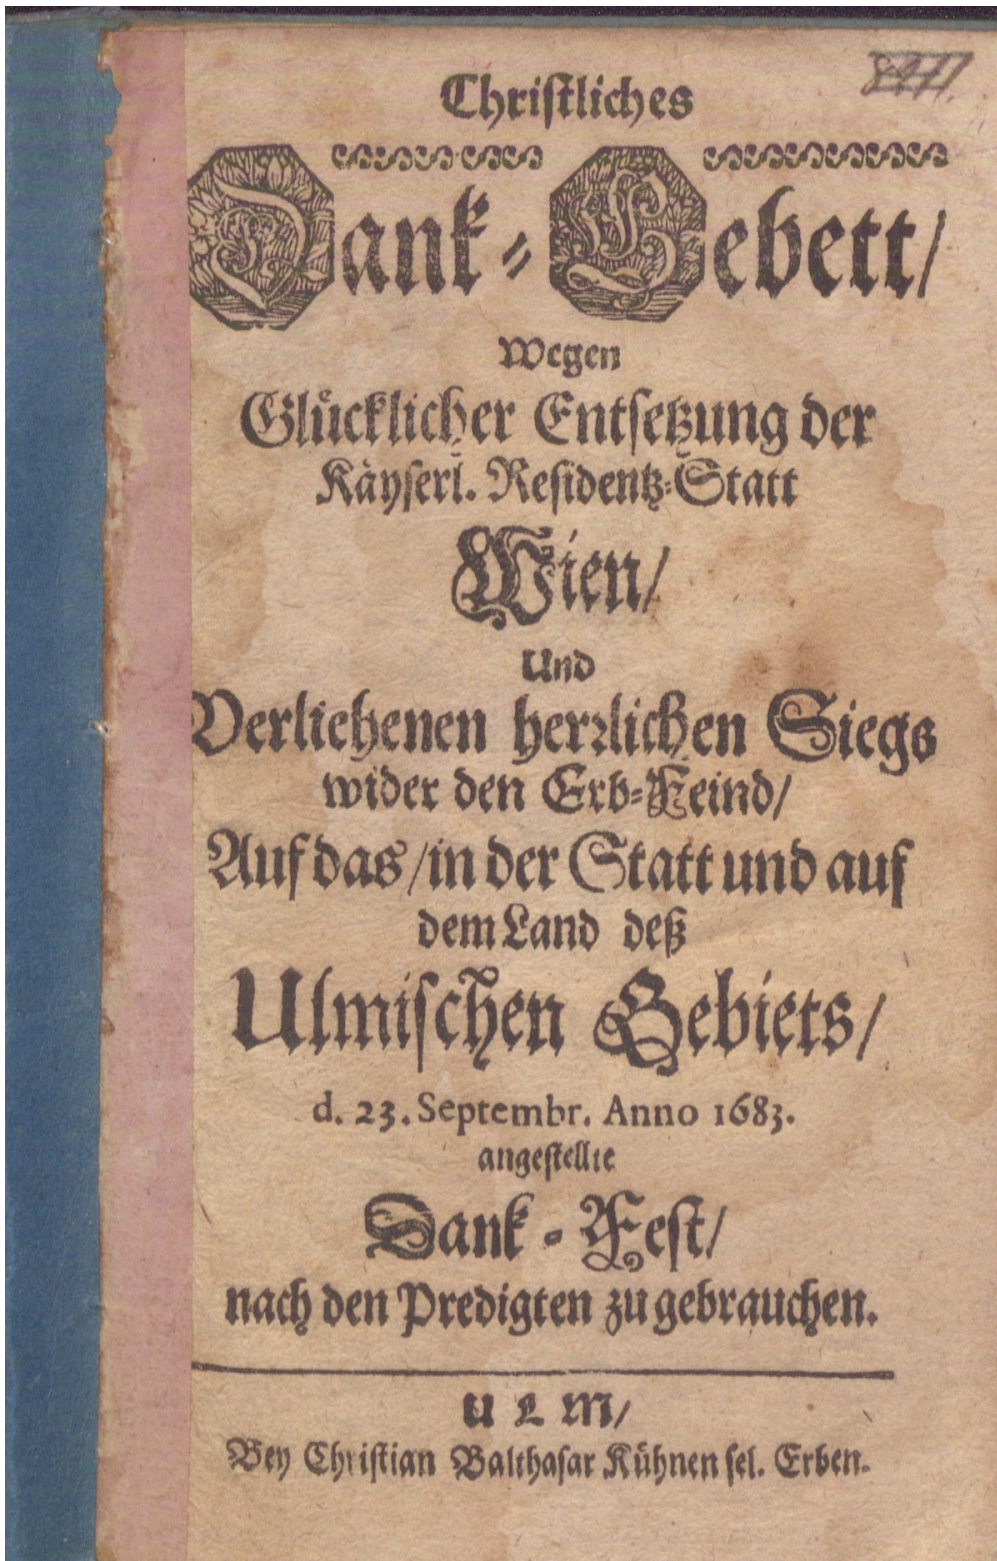 Christliches
Dank-Gebett/
Wegen
Glücklicher Entsetzung der
Käyserl. Residentz-Statt
Wien/
Und
Verliehenen herꝛlichen Siegs
wider den Erb-Feind/
Auf das/in der Statt und auf
dem Land deß
Ulmischen Gebiets/
d. 23. Septembr. Anno 1683.
angestellte
Dank-Fest/
nach den Predigten zu gebrauchen.
ULM/
Bey Christian Balthasar Kühnen sel. Erben.